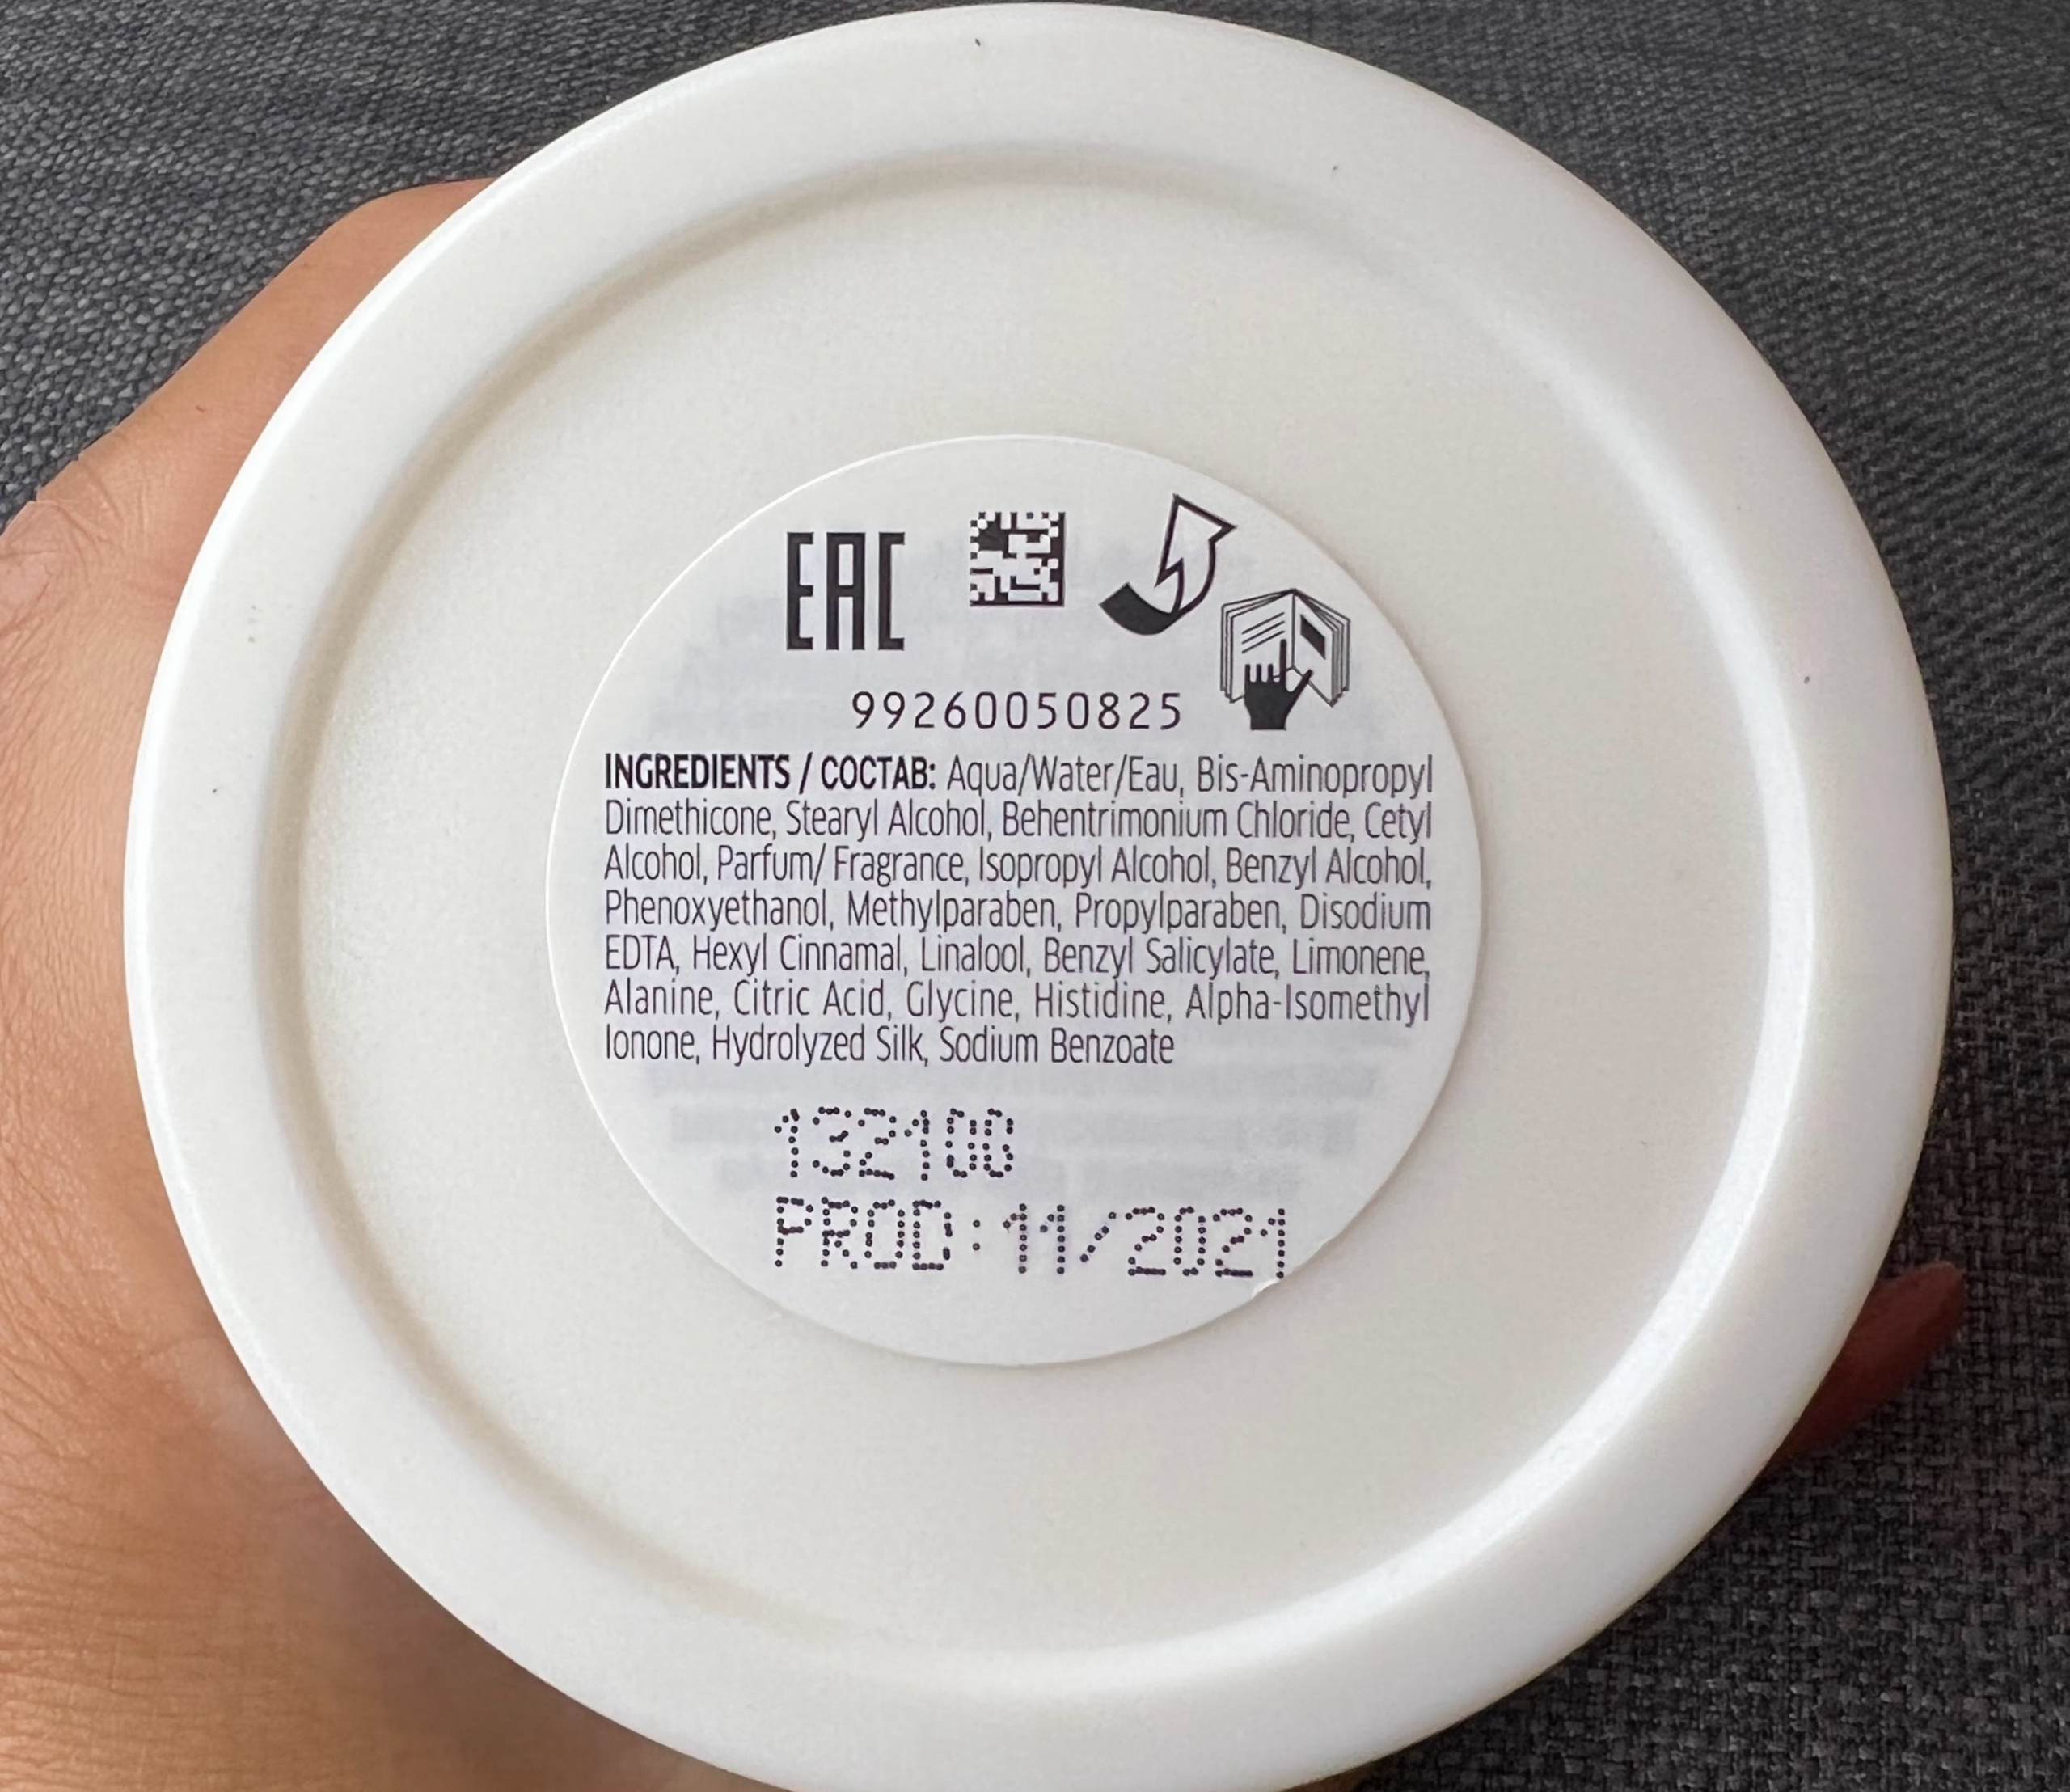 EAC
99260050825
INGREDIENTS / СОСТАВ: Aqua/Water/Eau, Bis-Aminopropyl
Dimethicone, Stearyl Alcohol, Behentrimonium Chloride, Cetyl
Alcohol, Parfum/ Fragrance, Isopropyl Alcohol, Benzyl Alcohol,
Phenoxyethanol, Methylparaben, Propylparaben, Disodium
EDTA, Hexyl Cinnamal, Linalool, Benzyl Salicylate, Limonene,
Alanine, Citric Acid, Glycine, Histidine, Alpha-Isomethyl
Ionone, Hydrolyzed Silk, Sodium Benzoate
PROD:11/2021